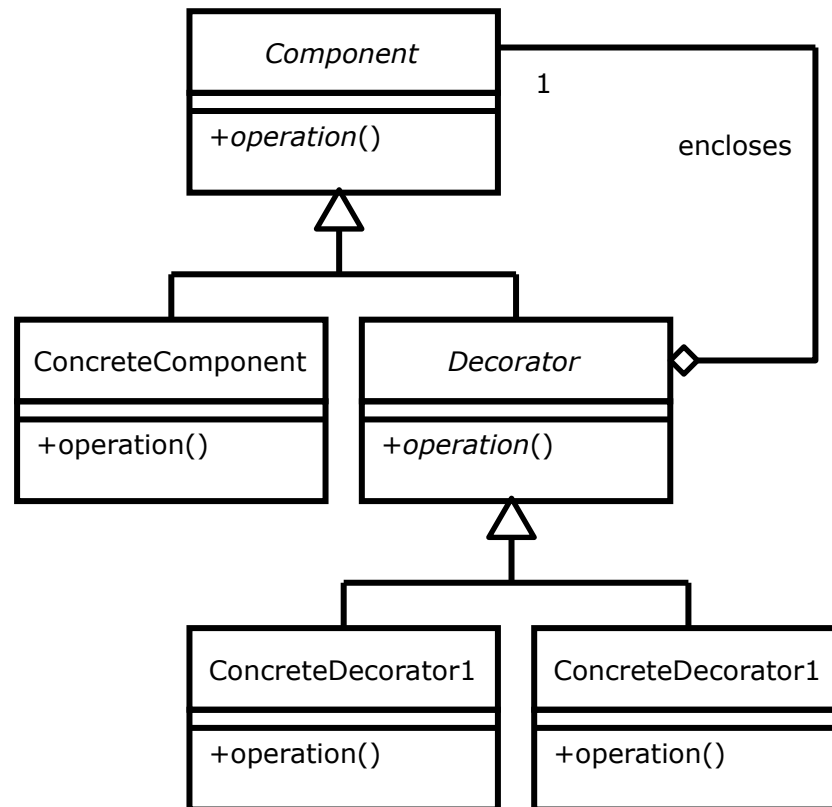 Component
1
+operation()
encloses
ConcreteComponent
Decorator
+operation()
+operation()
ConcreteDecorator1
ConcreteDecorator1
+operation()
+operation()